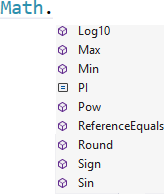 Math.
Log10
Max
Min
PI
Pow
ReferenceEquals
Round
Sign
Sin